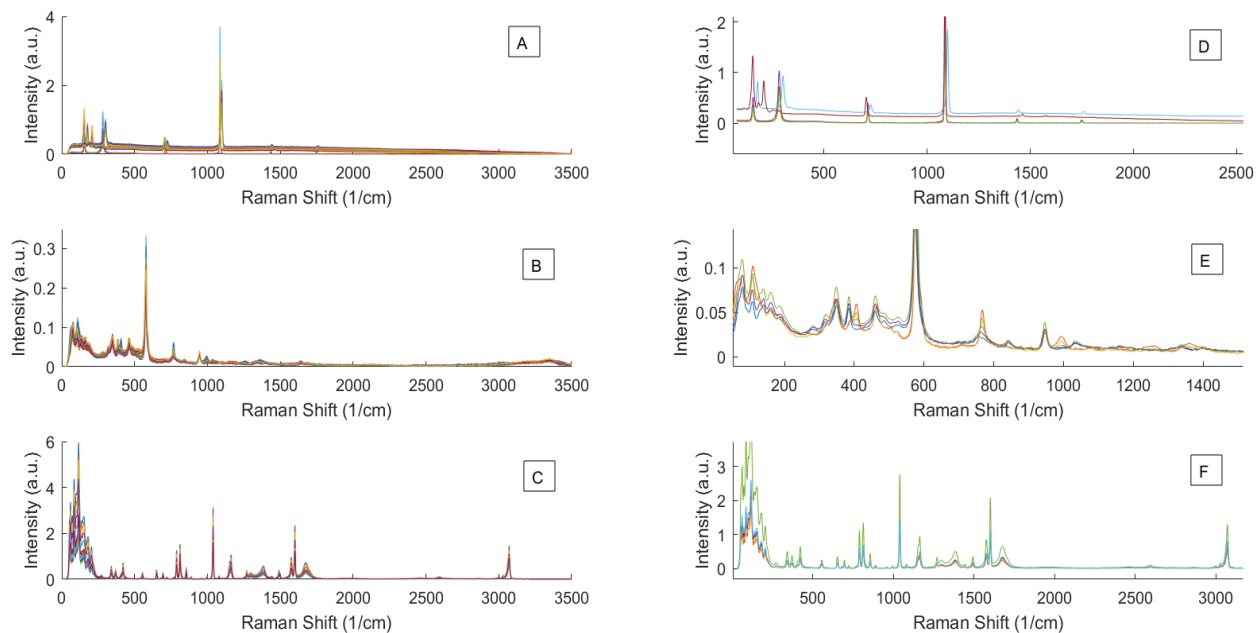 A
Intensity (a.u.)
4
2
0
0 500 1000 1500 2000 2500 3000 3500
Raman Shift (1/cm)
D
Intensity (a.u.)
2
1
0
500 1000 1500 2000 2500
Raman Shift (1/cm)
B
Intensity (a.u.)
0.3
0.2
0.1
0
0 500 1000 1500 2000 2500 3000 3500
Raman Shift (1/cm)
E
Intensity (a.u.)
0.1
0.05
0
200 400 600 800 1000 1200 1400
Raman Shift (1/cm)
C
Intensity (a.u.)
6
4
2
0
0 500 1000 1500 2000 2500 3000 3500
Raman Shift (1/cm)
F
Intensity (a.u.)
3
2
1
0
500 1000 1500 2000 2500 3000
Raman Shift (1/cm)